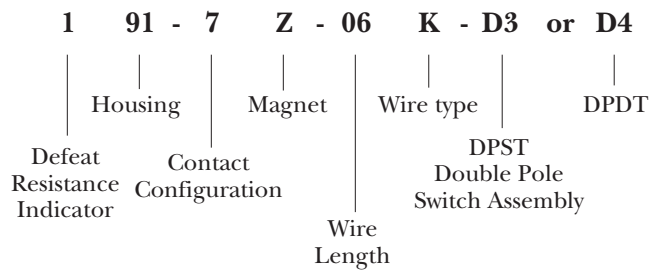 1 91 - 7 Z - 06 K - D3 or D4
Housing Magnet Wire type DPDT
Defeat
Resistance
Indicator
Contact
Configuration
DPST
Double Pole
Switch Assembly
Wire
Length